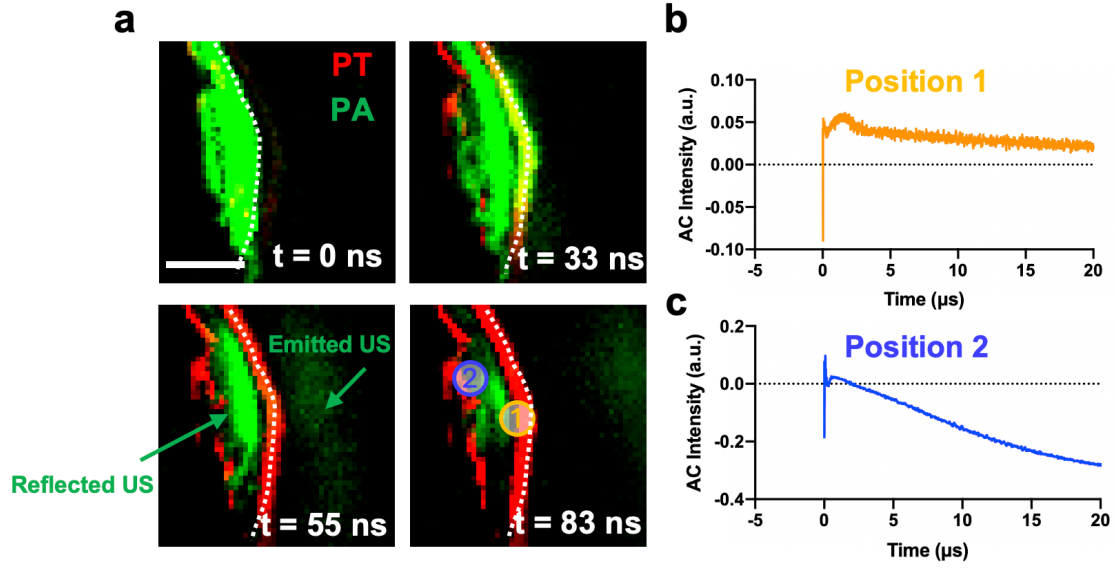 a
PT
PA
t = 0 ns
t = 33 ns
Emitted US
Reflected US
t = 55 ns
2
1
t = 83 ns
b
Position 1
AC Intensity (a.u.)
0.10
0.05
0.00
-0.05
-0.10
-5 0 5 10 15 20
Time (µs)
c
Position 2
AC Intensity (a.u.)
0.2
0.0
-0.2
-0.4
-5 0 5 10 15 20
Time (µs)